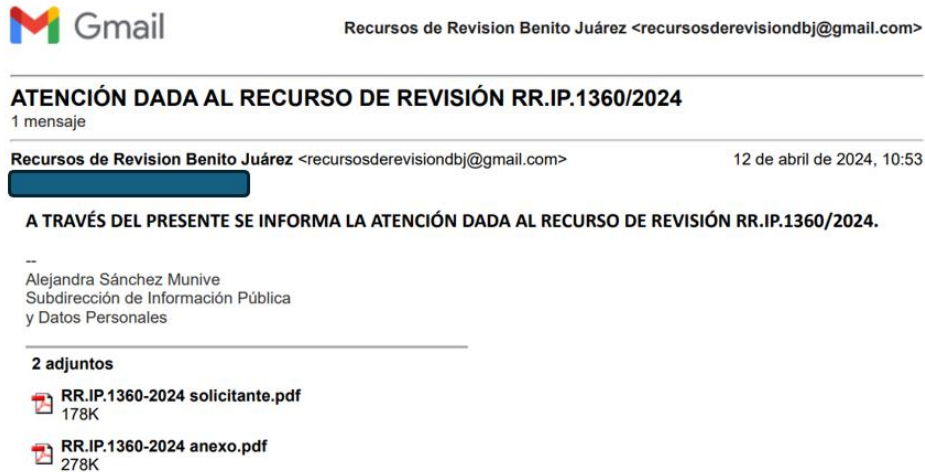 Gmail
Recursos de Revision Benito Juárez <recursosderevisiondbj@gmail.com>
ATENCIÓN DADA AL RECURSO DE REVISIÓN RR.IP.1360/2024
1 mensaje
Recursos de Revision Benito Juárez <recursosderevisiondbj@gmail.com> 12 de abril de 2024, 10:53
A TRAVÉS DEL PRESENTE SE INFORMA LA ATENCIÓN DADA AL RECURSO DE REVISIÓN RR.IP.1360/2024.
--
Alejandra Sánchez Munive
Subdirección de Información Pública
y Datos Personales
2 adjuntos
RR.IP.1360-2024 solicitante.pdf
178K
RR.IP.1360-2024 anexo.pdf
278K